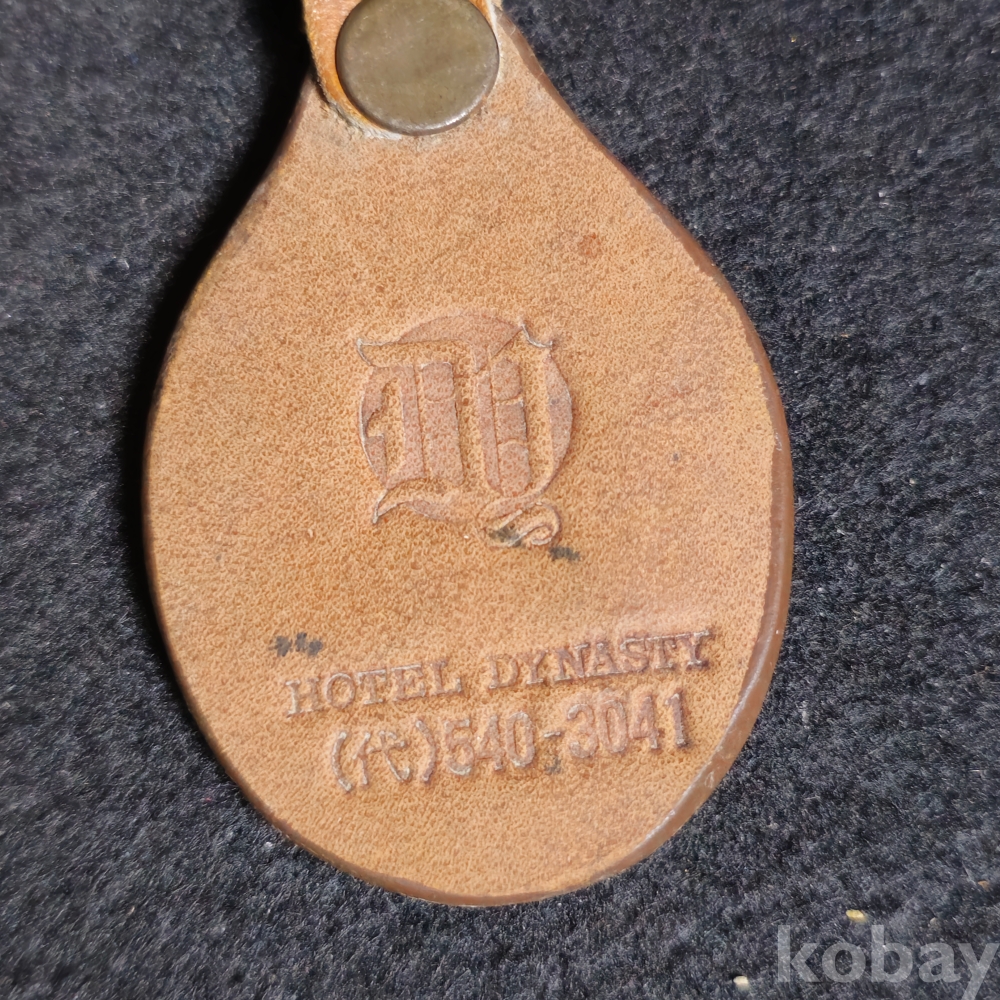 HOTEL DYNASTY
(代)540-3041
kobay